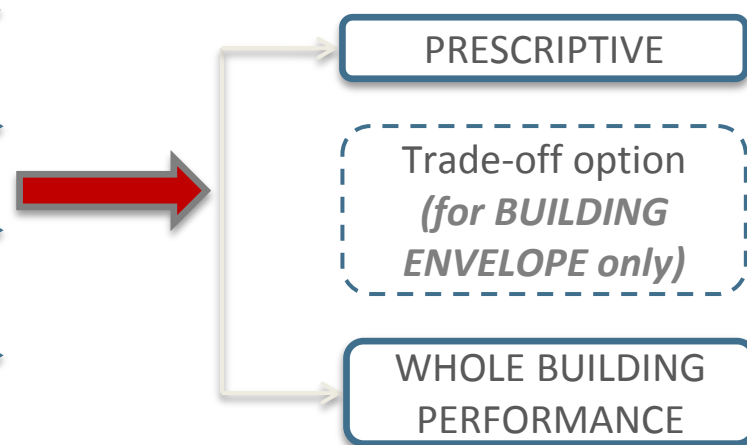 PRESCRIPTIVE
Trade-off option
(for BUILDING
ENVELOPE only)
WHOLE BUILDING
PERFORMANCE